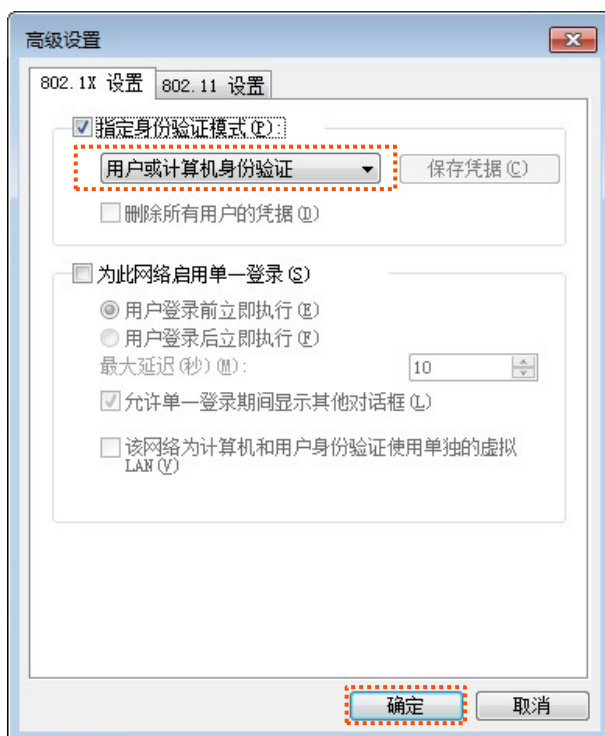 高级设置
802.1X 设置
802.11 设置
指定身份验证模式(P):
用户或计算机身份验证
保存凭据(C)
删除所有用户的凭据(D)
为此网络启用单一登录(S)
用户登录前立即执行(E)
用户登录后立即执行(F)
最大延迟(秒)(M):
10
允许单一登录期间显示其他对话框(L)
该网络为计算机和用户身份验证使用单独的虚拟
LAN(V)
确定
取消